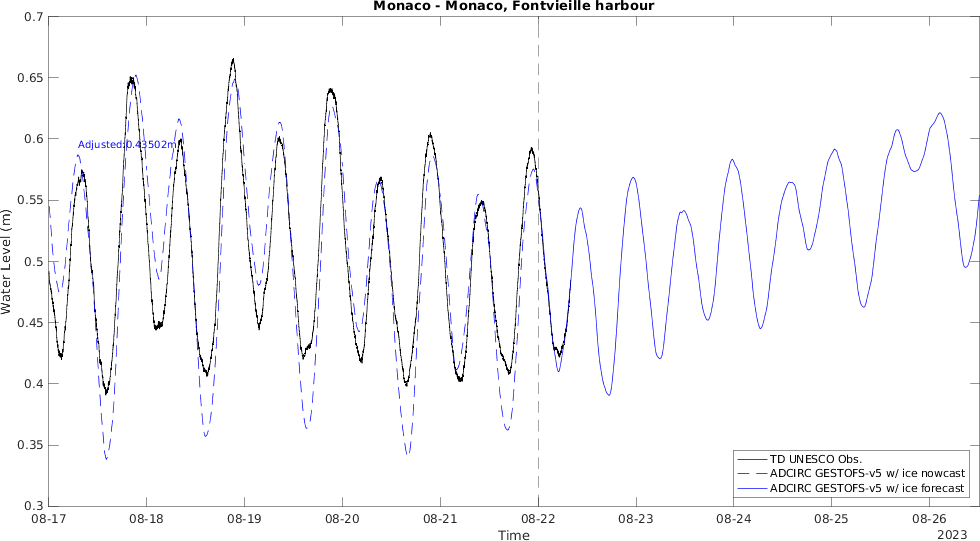 Monaco - Monaco, Fontvieille harbour
0.7
0.65
0.6
0.55
0.5
0.45
0.4
0.35
0.3
Water Level (m)
Adjusted:0.43502m
TD UNESCO Obs.
ADCIRC GESTOFS-v5 w/ ice nowcast
ADCIRC GESTOFS-v5 w/ ice forecast
08-17 08-18 08-19 08-20 08-21 08-22 08-23 08-24 08-25 08-26
Time
2023